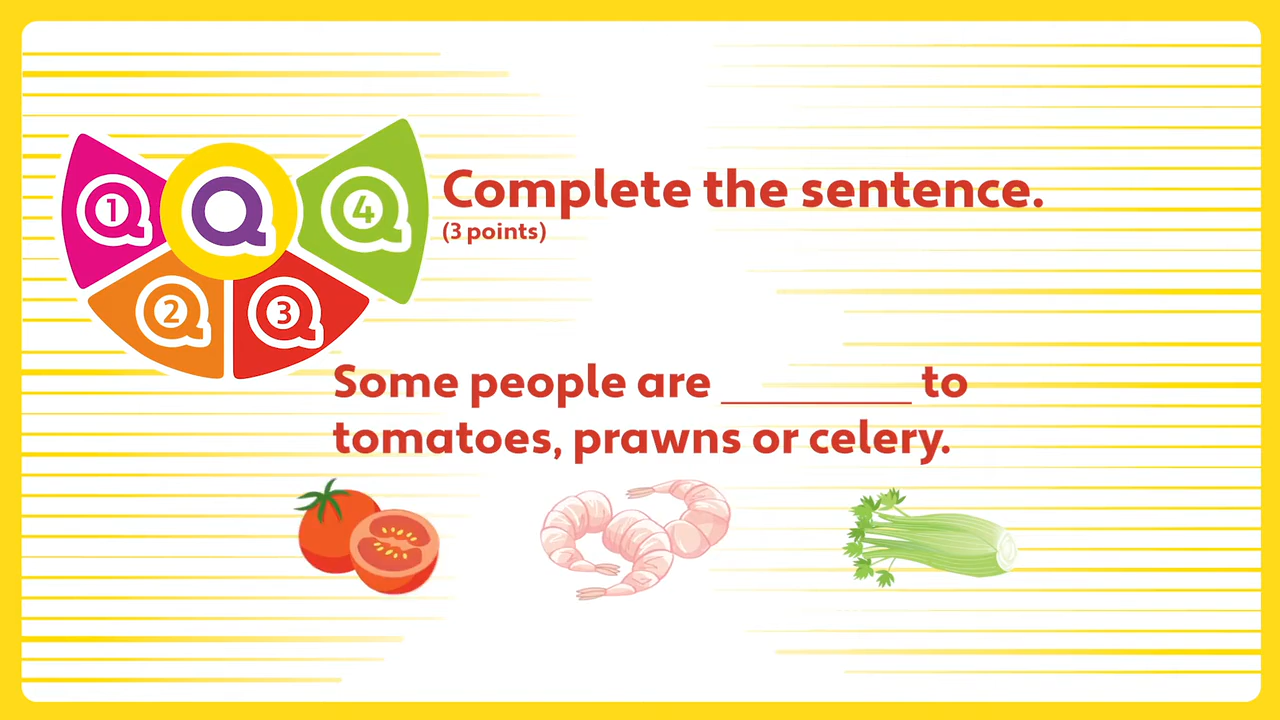 Complete the sentence.
(3 points)
1
Q
4
2
3
Some people are _________ to
tomatoes, prawns or celery.